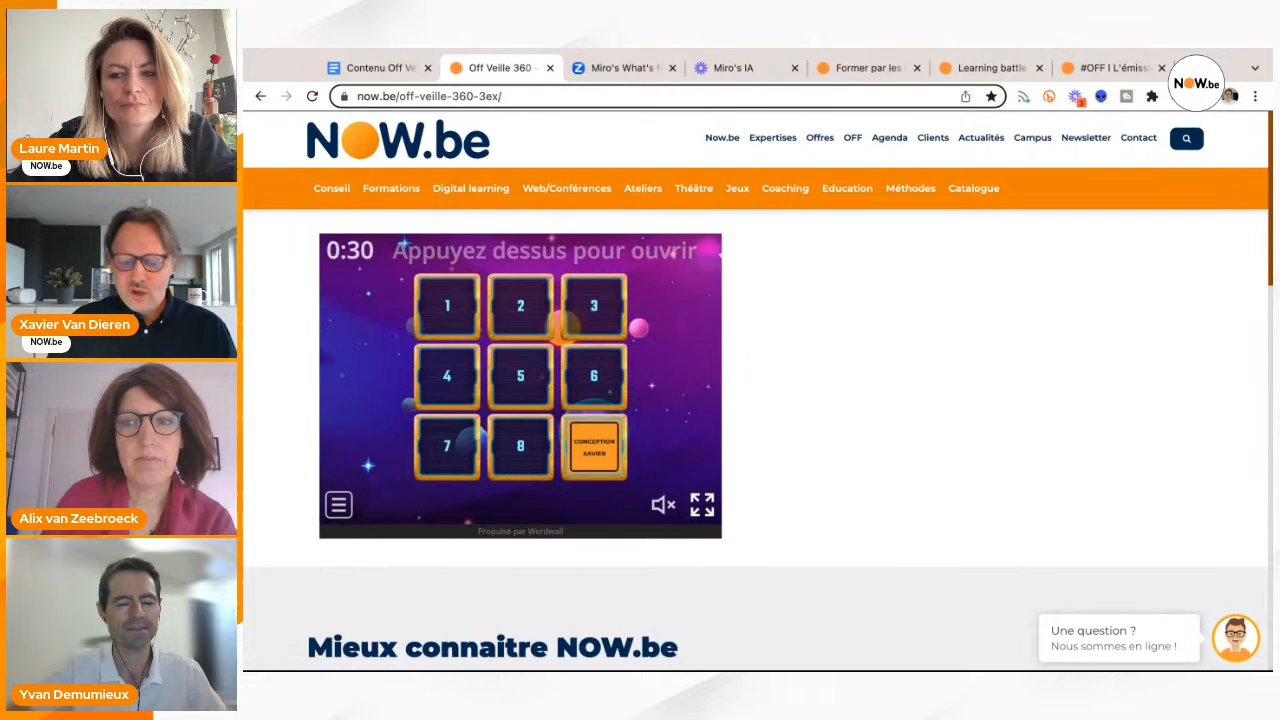 Laure Martin
NOW.be
Xavier Van Dieren
NOW.be
Alix van Zeebroeck
Yvan Demumieux
Contenu Off Ve
Off Veille 360 -
Miro's What's N
Miro's IA
Former par les
Learning battle
#OFF I L'émiss
now.be/off-veille-360-3ex/
3
NOW.be
NOW.be
Now.be Expertises Offres OFF Agenda Clients Actualités Campus Newsletter Contact
Conseil Formations Digital learning Web/Conférences Ateliers Théâtre Jeux Coaching Education Méthodes Catalogue
0:30 Appuyez dessus pour ouvrir
1 2 3
4 5 6
7 8 CONCEPTION
XAVIER
Propulsé par Wordwall
Mieux connaitre NOW.be
Une question ?
Nous sommes en ligne !